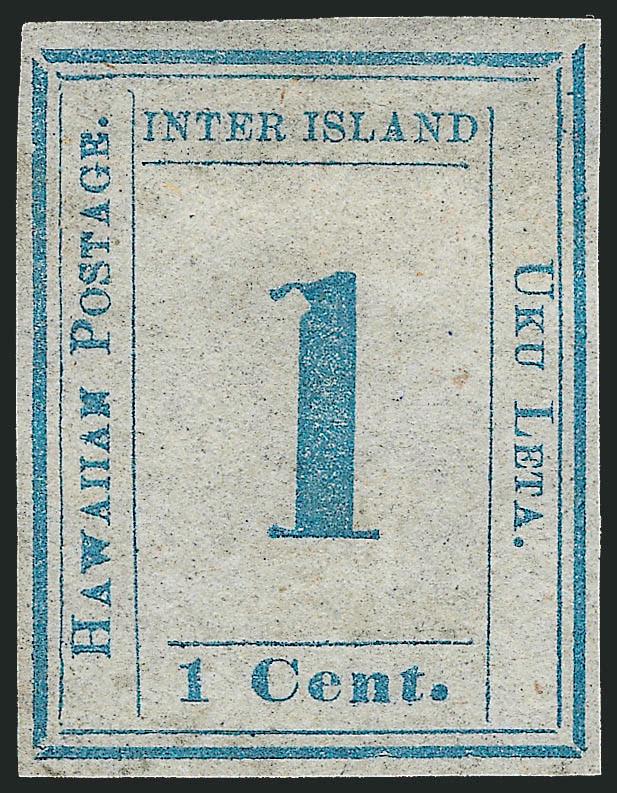 INTER ISLAND
HAWAIIAN POSTAGE.
1
UKU LETA.
1 Cent.